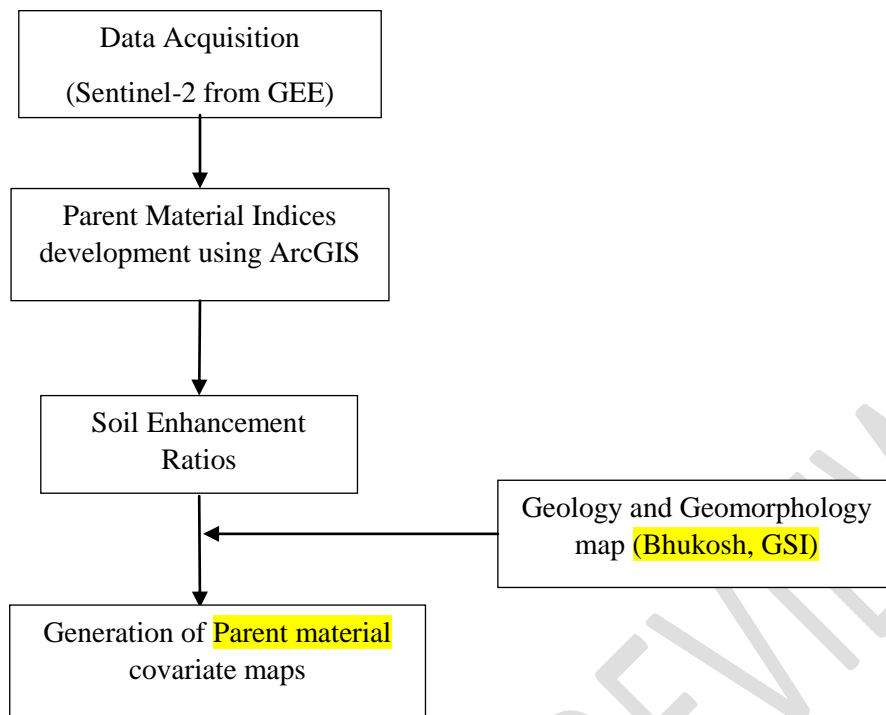 Data Acquisition
(Sentinel-2 from GEE)
Parent Material Indices
development using ArcGIS
Soil Enhancement
Ratios
Geology and Geomorphology
map (Bhukosh, GSI)
Generation of Parent material
covariate maps